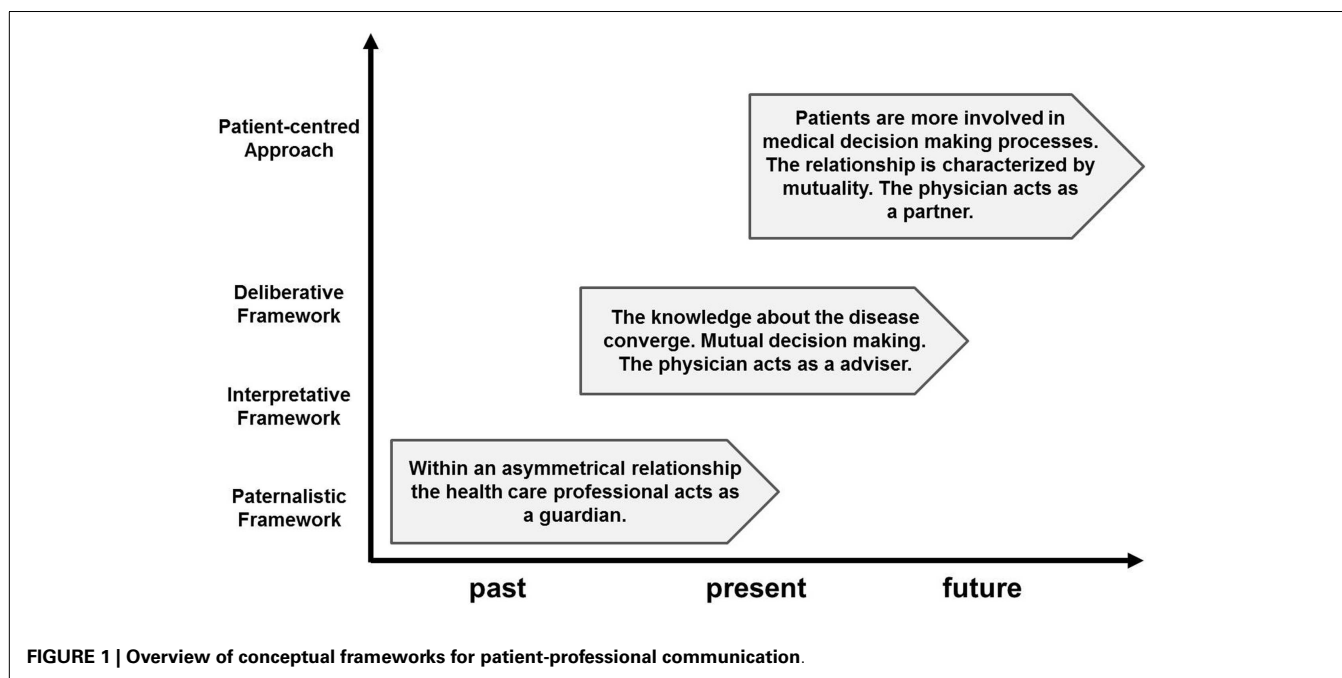 Patient-centred
Approach
Patients are more involved in
medical decision making processes.
The relationship is characterized by
mutuality. The physician acts as
a partner.
Deliberative
Framework
The knowledge about the disease
converge. Mutual decision making.
The physician acts as a adviser.
Interpretative
Framework
Within an asymmetrical relationship
the health care professional acts as
a guardian.
Paternalistic
Framework
past present future
FIGURE 1 | Overview of conceptual frameworks for patient-professional communication.